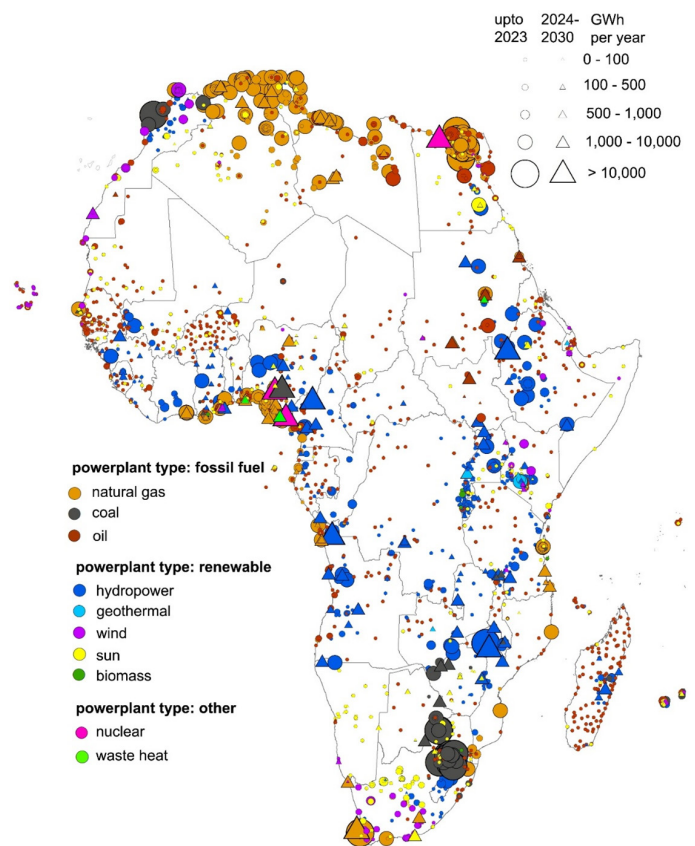 upto 2024- GWh
2023 2030 per year
0 - 100
100 - 500
500 - 1,000
1,000 - 10,000
> 10,000
powerplant type: fossil fuel
natural gas
coal
oil
powerplant type: renewable
hydropower
geothermal
wind
sun
biomass
powerplant type: other
nuclear
waste heat